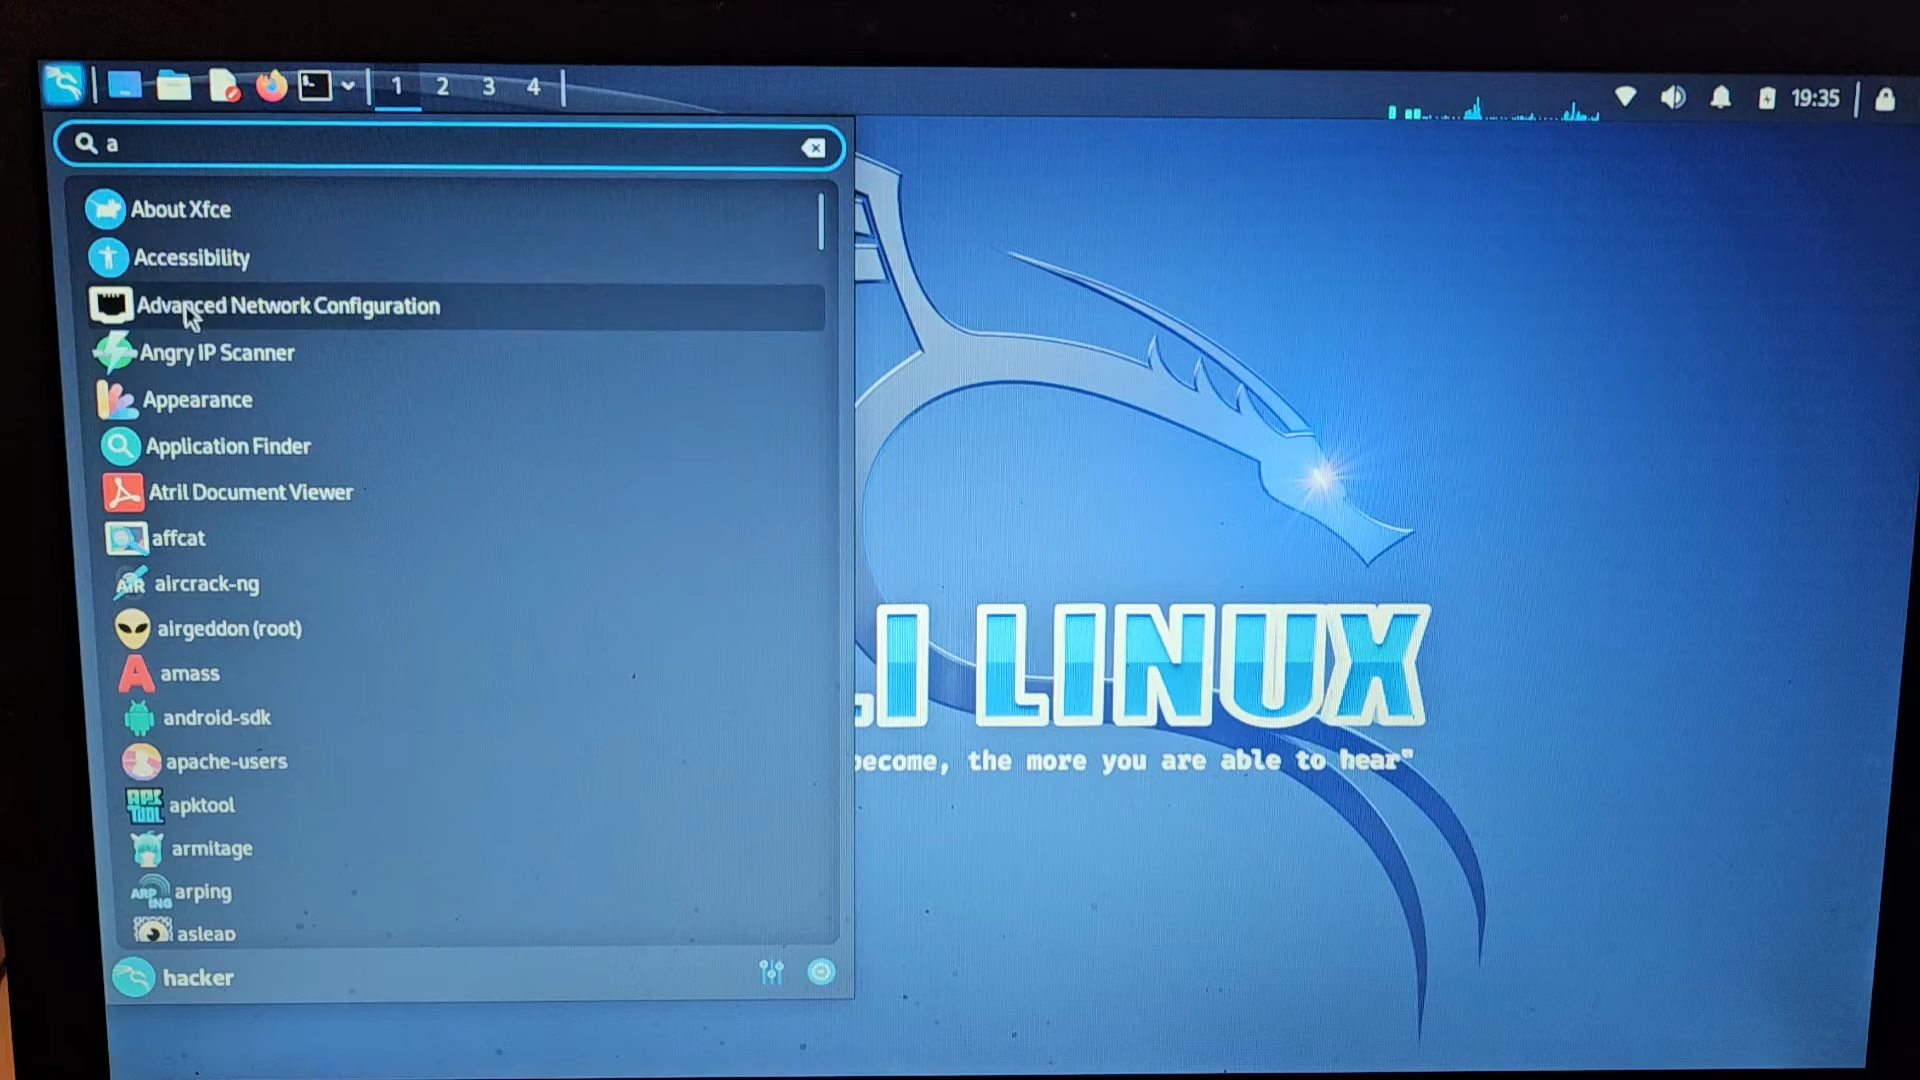 1 2 3 4
19:35
a
About Xfce
Accessibility
Advanced Network Configuration
Angry IP Scanner
Appearance
Application Finder
Atril Document Viewer
affcat
aircrack-ng
airgeddon (root)
amass
android-sdk
apache-users
apktool
armitage
arping
asleap
hacker
LI LINUX
become, the more you are able to hear"